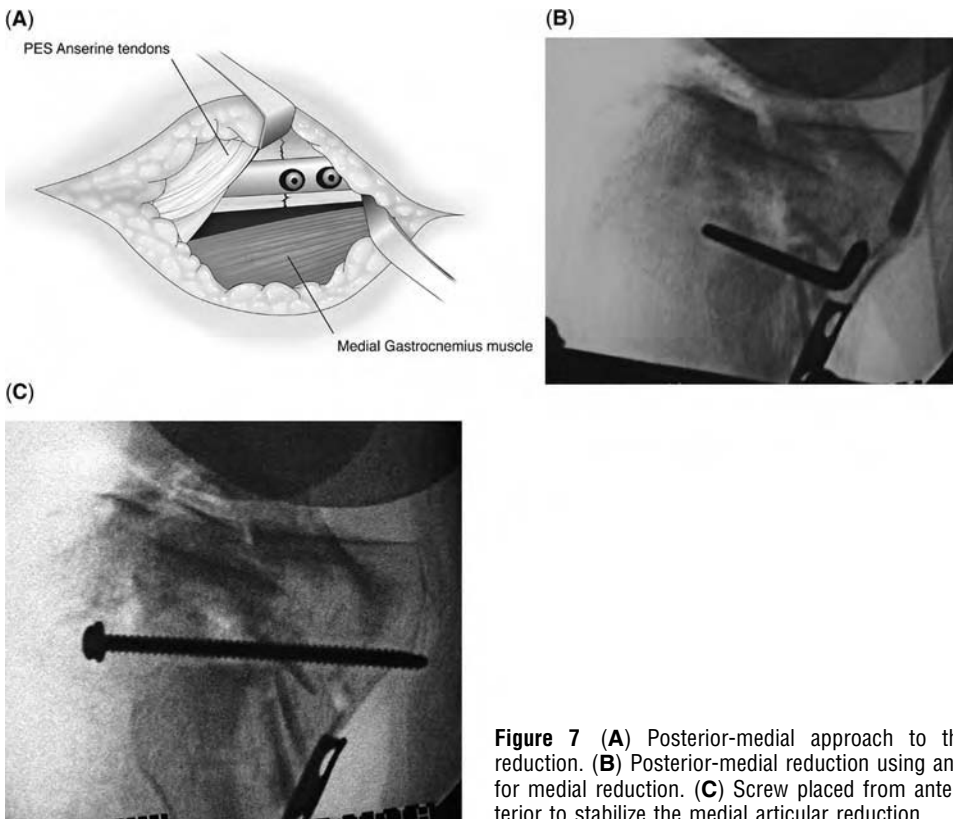 (A)
PES Anserine tendons
Medial Gastrocnemius muscle
(B)
(C)
Figure 7 (A) Posterior-medial approach to th
reduction. (B) Posterior-medial reduction using an
for medial reduction. (C) Screw placed from ante
terior to stabilize the medial articular reduction